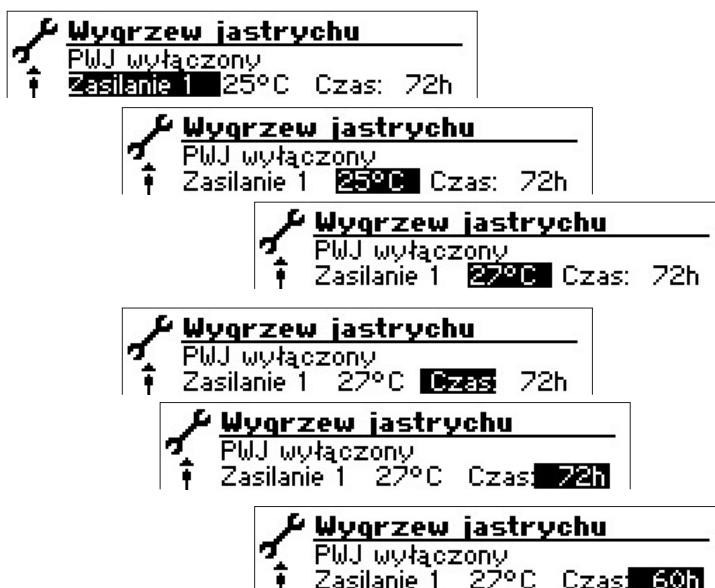 Wygrzew jastrychu
PWJ wyłączony
Zasilanie 1 25°C Czas: 72h
Wygrzew jastrychu
PWJ wyłączony
Zasilanie 1 25°C Czas: 72h
Wygrzew jastrychu
PWJ wyłączony
Zasilanie 1 27°C Czas: 72h
Wygrzew jastrychu
PWJ wyłączony
Zasilanie 1 27°C Czas: 72h
Wygrzew jastrychu
PWJ wyłączony
Zasilanie 1 27°C Czas: 72h
Wygrzew jastrychu
PWJ wyłączony
Zasilanie 1 27°C Czas: 60h